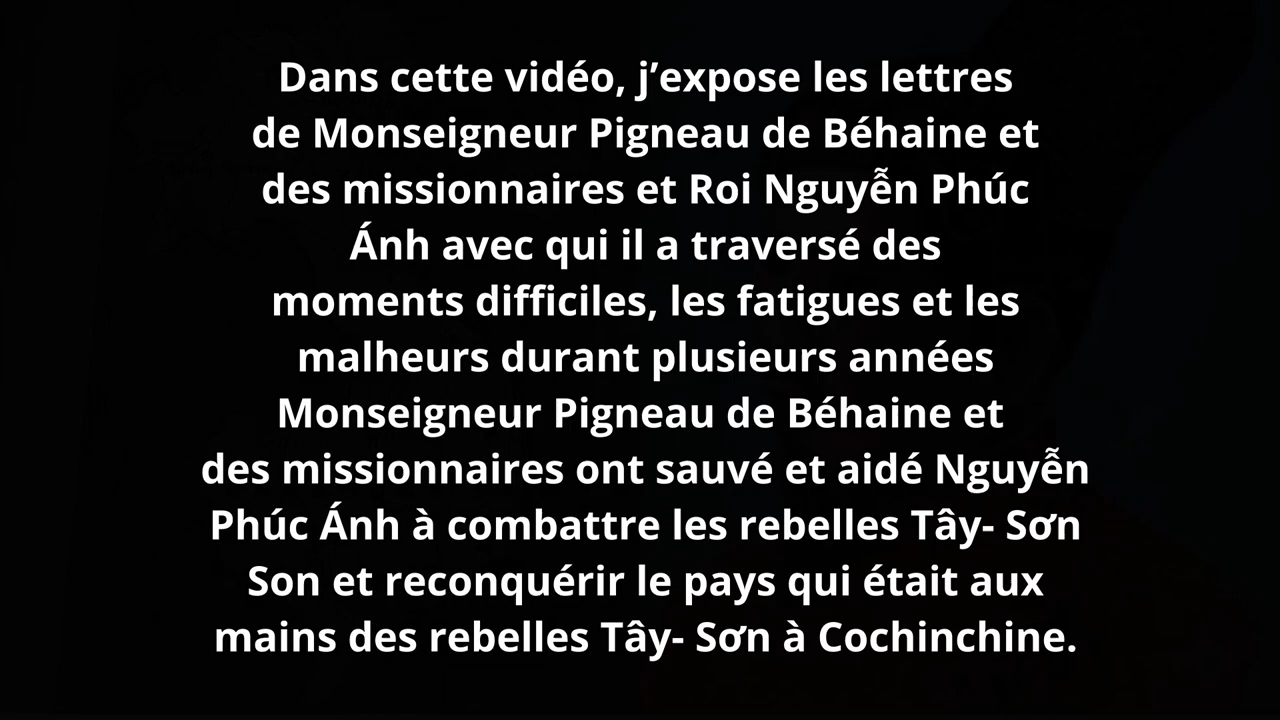 Dans cette vidéo, j’expose les lettres
de Monseigneur Pigneau de Béhaine et
des missionnaires et Roi Nguyễn Phúc
Ánh avec qui il a traversé des
moments difficiles, les fatigues et les
malheurs durant plusieurs années
Monseigneur Pigneau de Béhaine et
des missionnaires ont sauvé et aidé Nguyễn
Phúc Ánh à combattre les rebelles Tây- Sơn
Son et reconquérir le pays qui était aux
mains des rebelles Tây- Sơn à Cochinchine.